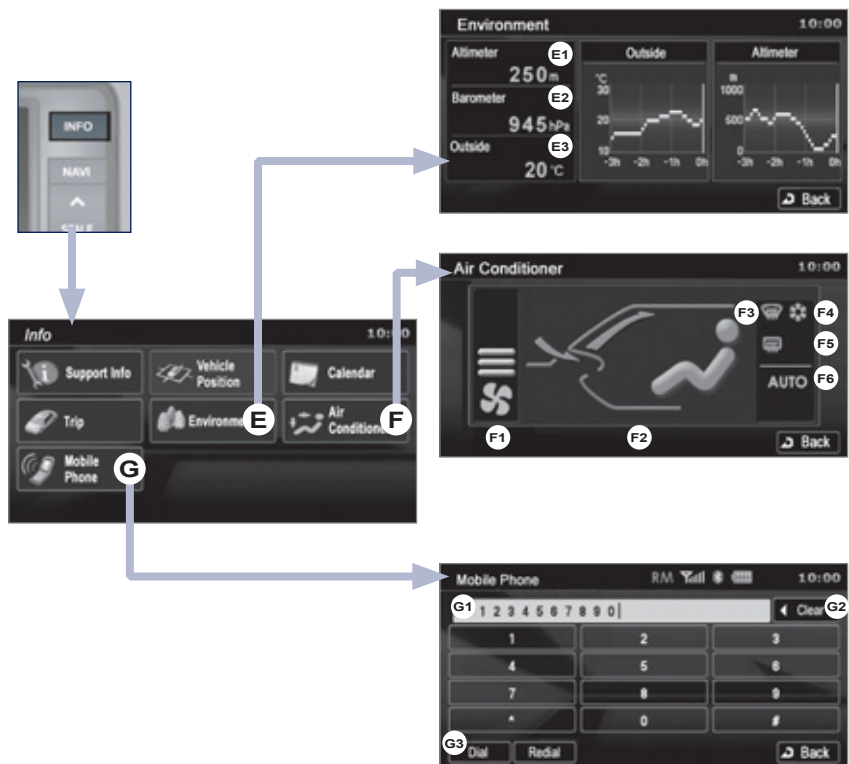 Environment 10:00
Altimeter E1
250m
Barometer E2
945hPa
Outside E3
20°C
Outside
°C
30
20
10
-3h -2h -1h 0h
Altimeter
m
1000
500
0
-3h -2h -1h 0h
Back
INFO
NAVI
SCALE
Air Conditioner 10:00
F3 F4
F5
AUTO F6
F1 F2
Back
Info
Support Info
Vehicle
Position
Calendar
Trip
E
Air
F
Mobile
Phone
G
Mobile Phone RM 10:00
G1 1 2 3 4 5 6 7 8 9 0 Clear G2
1 2 3
4 5 6
7 8 9
* 0 #
G3
Dial Redial Back